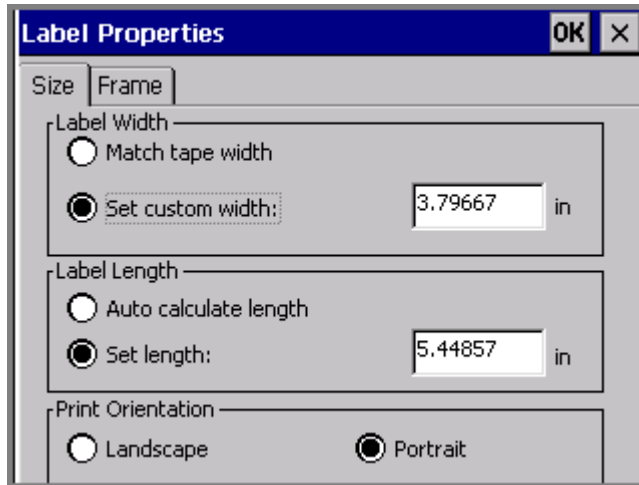 Label Properties OK ×
Size Frame
Label Width
Match tape width
Set custom width: 3.79667 in
Label Length
Auto calculate length
Set length: 5.44857 in
Print Orientation
Landscape Portrait